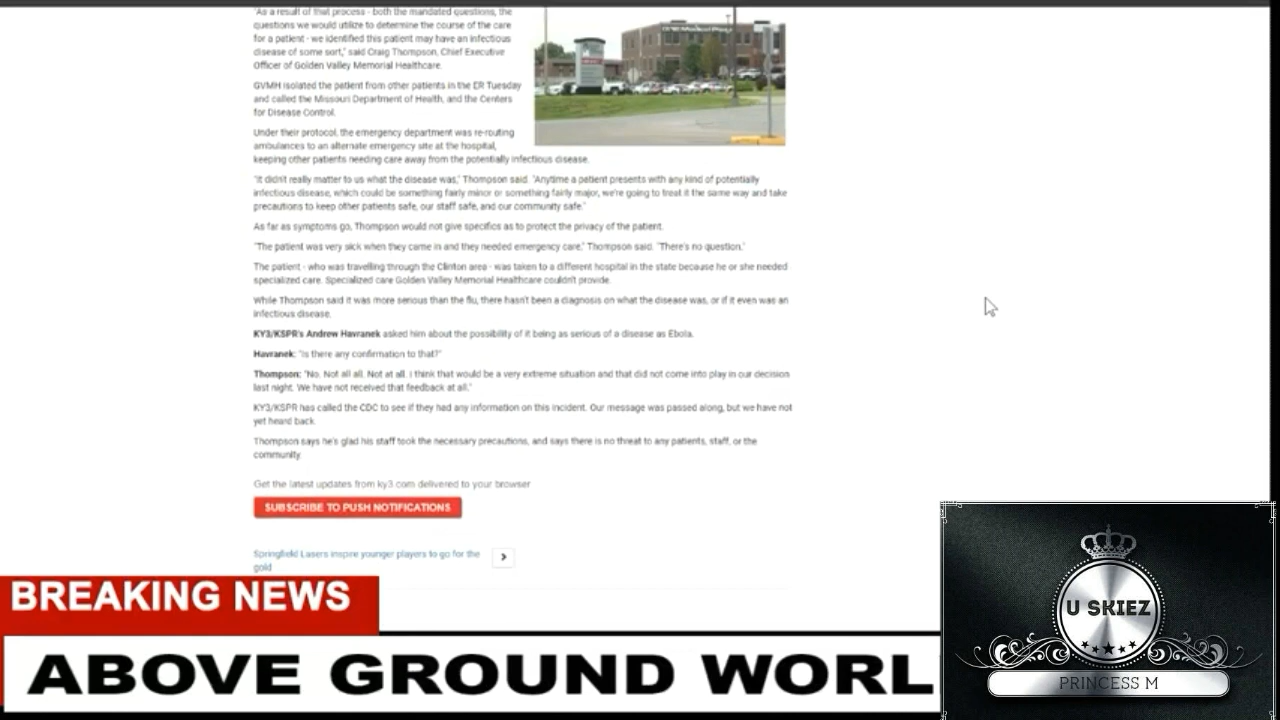 "As a result of that process - both the mandated questions, the
questions we would utilize to determine the course of the care
for a patient - we identified this patient may have an infectious
disease of some sort," said Craig Thompson, Chief Executive
Officer of Golden Valley Memorial Healthcare.
GVMH isolated the patient from other patients in the ER Tuesday
and called the Missouri Department of Health, and the Centers
for Disease Control.
Under their protocol, the emergency department was re-routing
ambulances to an alternate emergency site at the hospital,
keeping other patients needing care away from the potentially infectious disease.
"It didn't really matter to us what the disease was," Thompson said. "Anytime a patient presents with any kind of potentially
infectious disease, which could be something fairly minor or something fairly major, we're going to treat it the same way and take
precautions to keep other patients safe, our staff safe, and our community safe."
As far as symptoms go, Thompson would not give specifics as to protect the privacy of the patient.
"The patient was very sick when they came in and they needed emergency care," Thompson said. "There's no question."
The patient - who was travelling through the Clinton area - was taken to a different hospital in the state because he or she needed
specialized care. Specialized care Golden Valley Memorial Healthcare couldn't provide.
While Thompson said it was more serious than the flu, there hasn't been a diagnosis on what the disease was, or if it even was an
infectious disease.
KY3/KSPR's Andrew Havranek asked him about the possibility of it being as serious of a disease as Ebola.
Havranek: "Is there any confirmation to that?"
Thompson: "No. Not all all. Not at all. I think that would be a very extreme situation and that did not come into play in our decision
last night. We have not received that feedback at all."
KY3/KSPR has called the CDC to see if they had any information on this incident. Our message was passed along, but we have not
yet heard back.
Thompson says he's glad his staff took the necessary precautions, and says there is no threat to any patients, staff, or the
community.
Get the latest updates from ky3.com delivered to your browser
SUBSCRIBE TO PUSH NOTIFICATIONS
Springfield Lasers inspire younger players to go for the
gold
BREAKING NEWS
ABOVE GROUND WORL
U SKIEZ
PRINCESS M